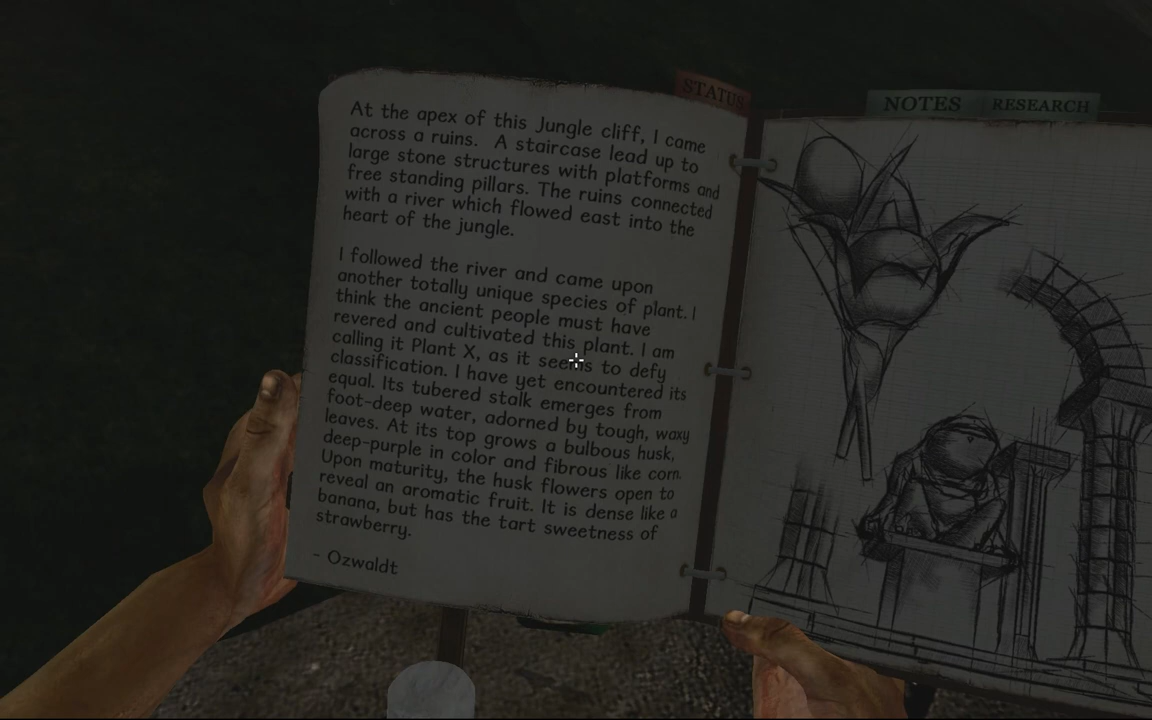 STATUS
At the apex of this Jungle cliff, I came
across a ruins. A staircase lead up to
large stone structures with platforms and
free standing pillars. The ruins connected
with a river which flowed east into the
heart of the jungle.
I followed the river and came upon
another totally unique species of plant. I
think the ancient people must have
revered and cultivated this plant. I am
calling it Plant X, as it seems to defy
classification. I have yet encountered its
equal. Its tubered stalk emerges from
foot-deep water, adorned by tough, waxy
leaves. At its top grows a bulbous husk,
deep-purple in color and fibrous like corn.
Upon maturity, the husk flowers open to
reveal an aromatic fruit. It is dense like a
banana, but has the tart sweetness of
strawberry.
- Ozwaldt
NOTES
RESEARCH